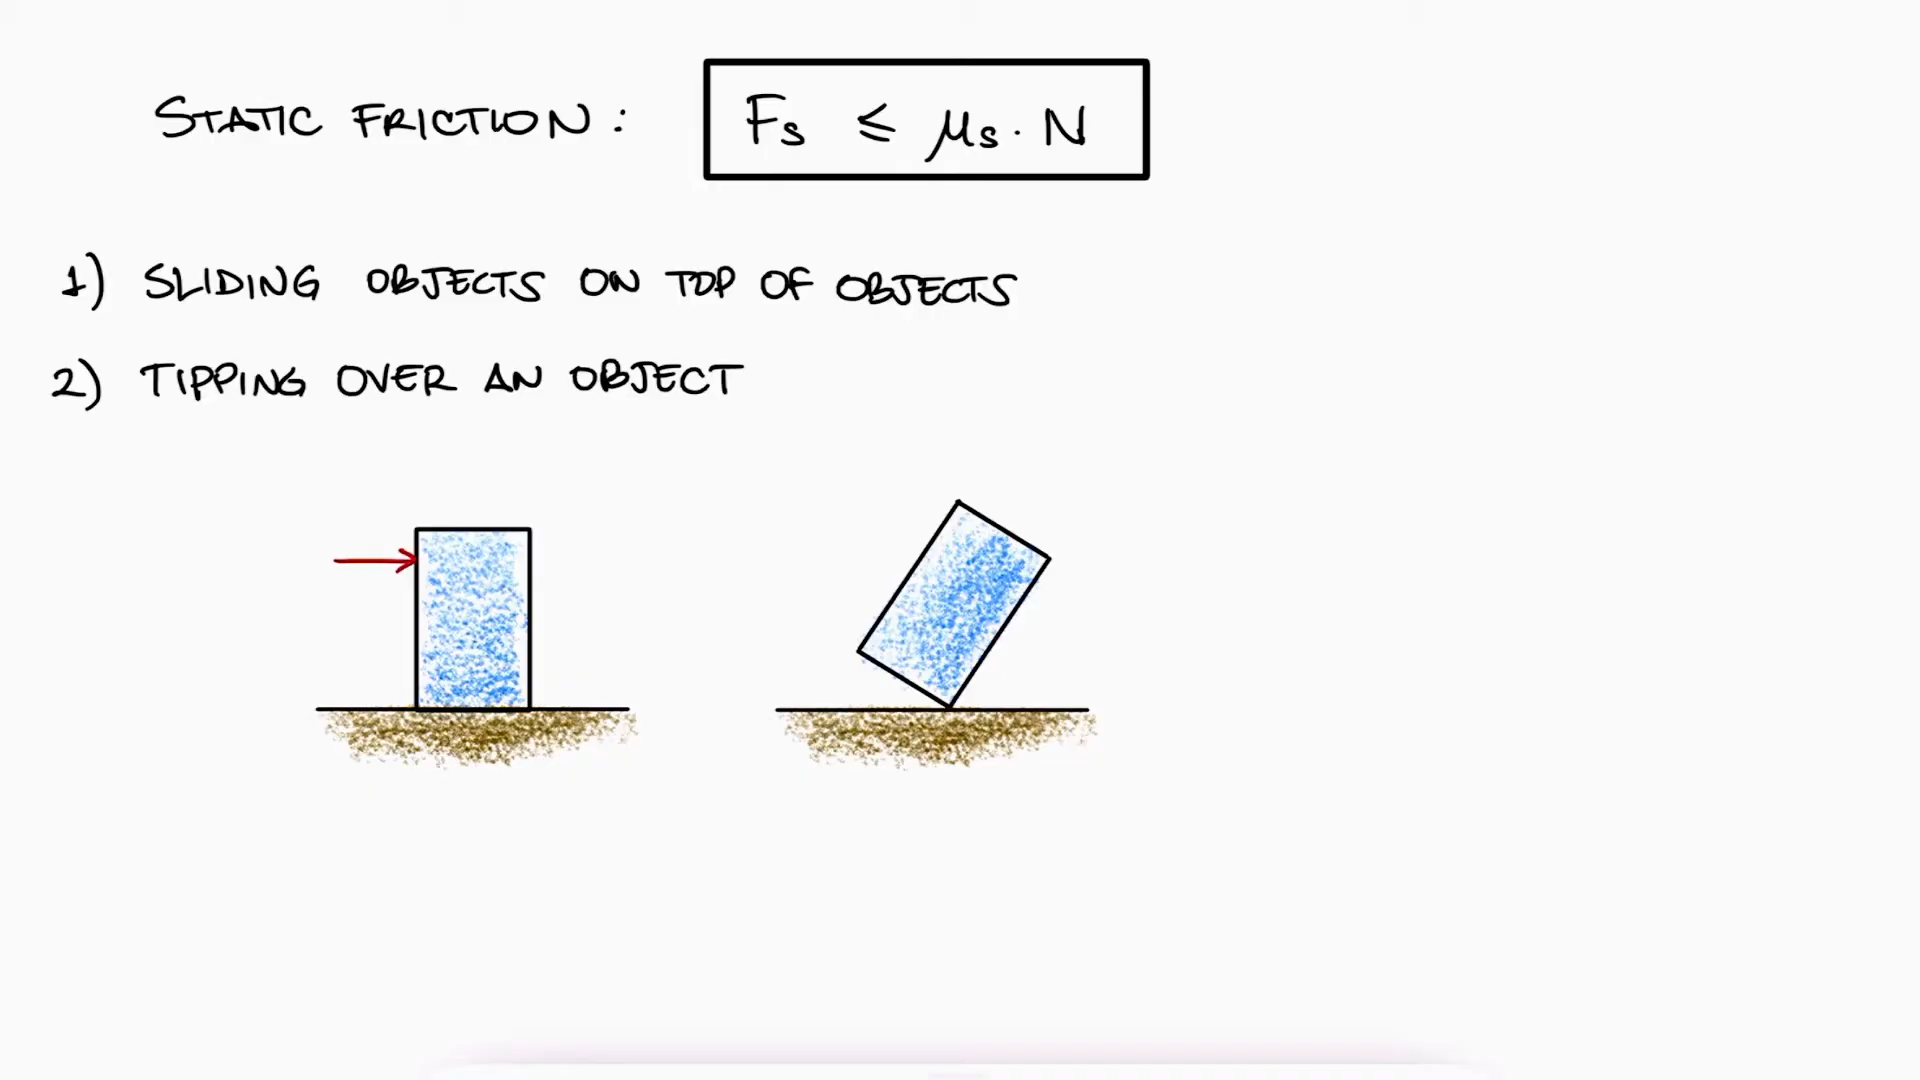 STATIC FRICTION: Fs ≤ μs · N
1) SLIDING OBJECTS ON TOP OF OBJECTS
2) TIPPING OVER AN OBJECT